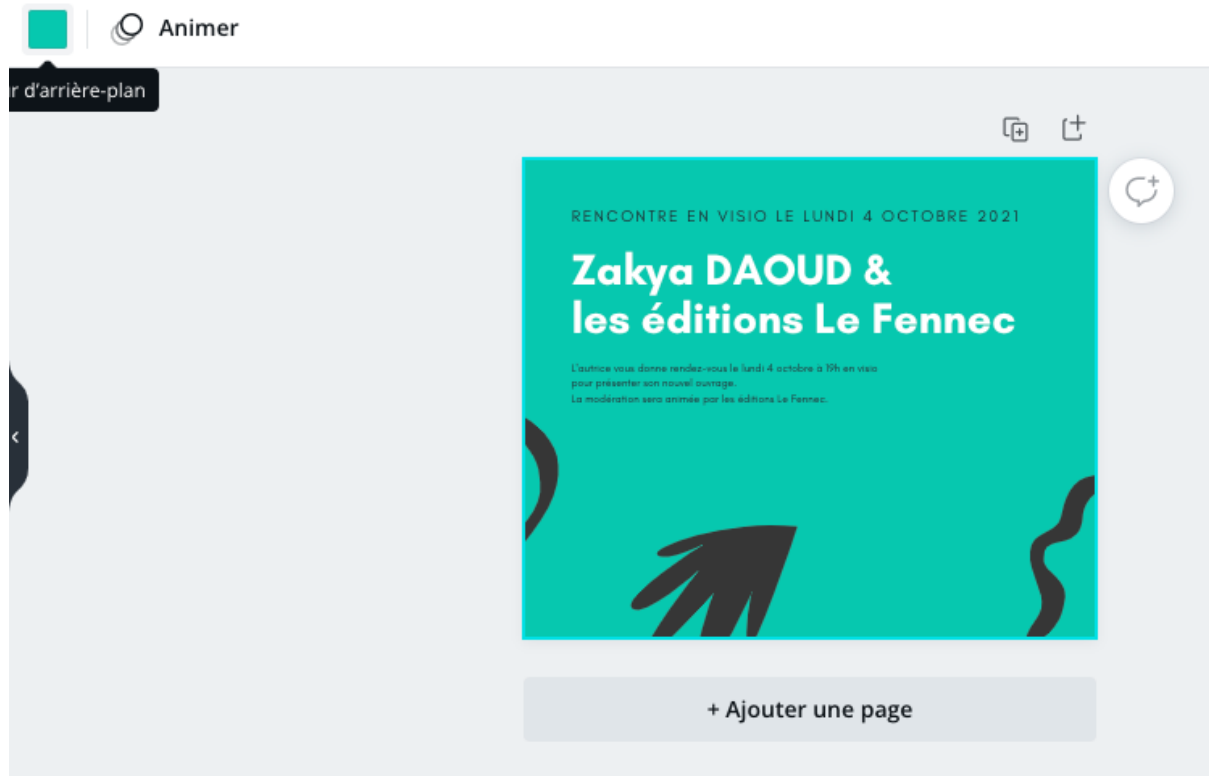 Animer
r d'arrière-plan
RENCONTRE EN VISIO LE LUNDI 4 OCTOBRE 2021
Zakya DAOUD &
les éditions Le Fennec
L'autrice vous donne rendez-vous le lundi 4 octobre à 19h en visio
pour présenter son nouvel ouvrage.
La modération sera animée par les éditions Le Fennec.
+ Ajouter une page